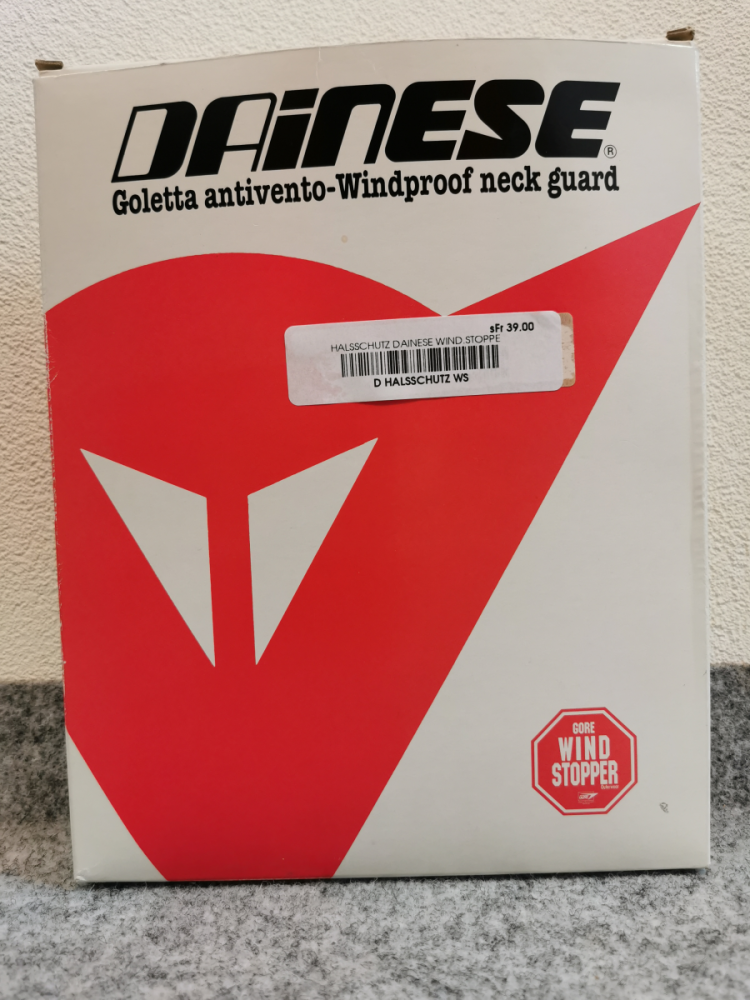 DAINESE
®
Goletta antivento-Windproof neck guard
sFr 39.00
HALSSCHUTZ DAINESE WIND.STOPPE
D HALSSCHUTZ WS
GORE
WIND
STOPPER